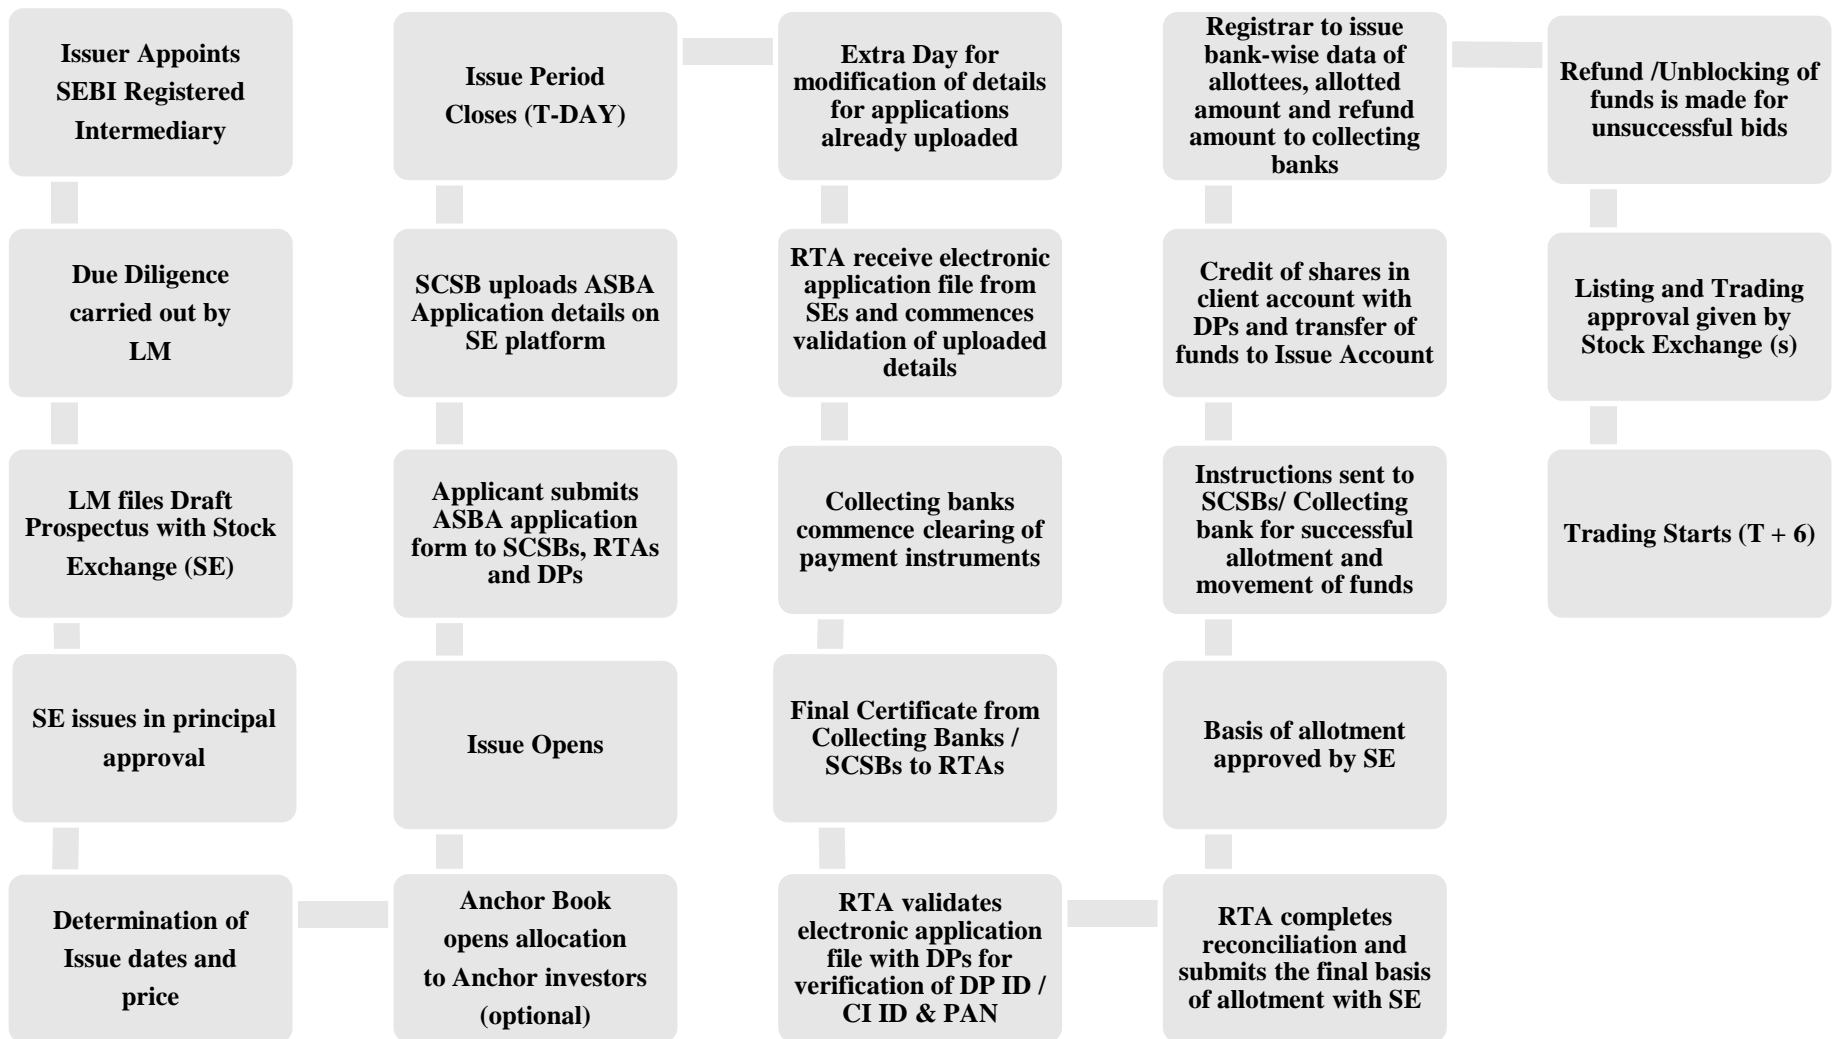 Issuer Appoints
SEBI Registered
Intermediary
Due Diligence
carried out by
LM
LM files Draft
Prospectus with Stock
Exchange (SE)
SE issues in principal
approval
Determination of
Issue dates and
price
Anchor Book
opens allocation
to Anchor investors
(optional)
Issue Opens
Applicant submits
ASBA application
form to SCSBs, RTAs
and DPs
SCSB uploads ASBA
Application details on
SE platform
Issue Period
Closes (T-DAY)
Extra Day for
modification of details
for applications
already uploaded
RTA receive electronic
application file from
SEs and commences
validation of uploaded
details
Collecting banks
commence clearing of
payment instruments
Final Certificate from
Collecting Banks /
SCSBs to RTAs
RTA validates
electronic application
file with DPs for
verification of DP ID /
CI ID & PAN
RTA completes
reconciliation and
submits the final basis
of allotment with SE
Basis of allotment
approved by SE
Instructions sent to
SCSBs/ Collecting
bank for successful
allotment and
movement of funds
Credit of shares in
client account with
DPs and transfer of
funds to Issue Account
Registrar to issue
bank-wise data of
allottees, allotted
amount and refund
amount to collecting
banks
Refund /Unblocking of
funds is made for
unsuccessful bids
Listing and Trading
approval given by
Stock Exchange (s)
Trading Starts (T + 6)